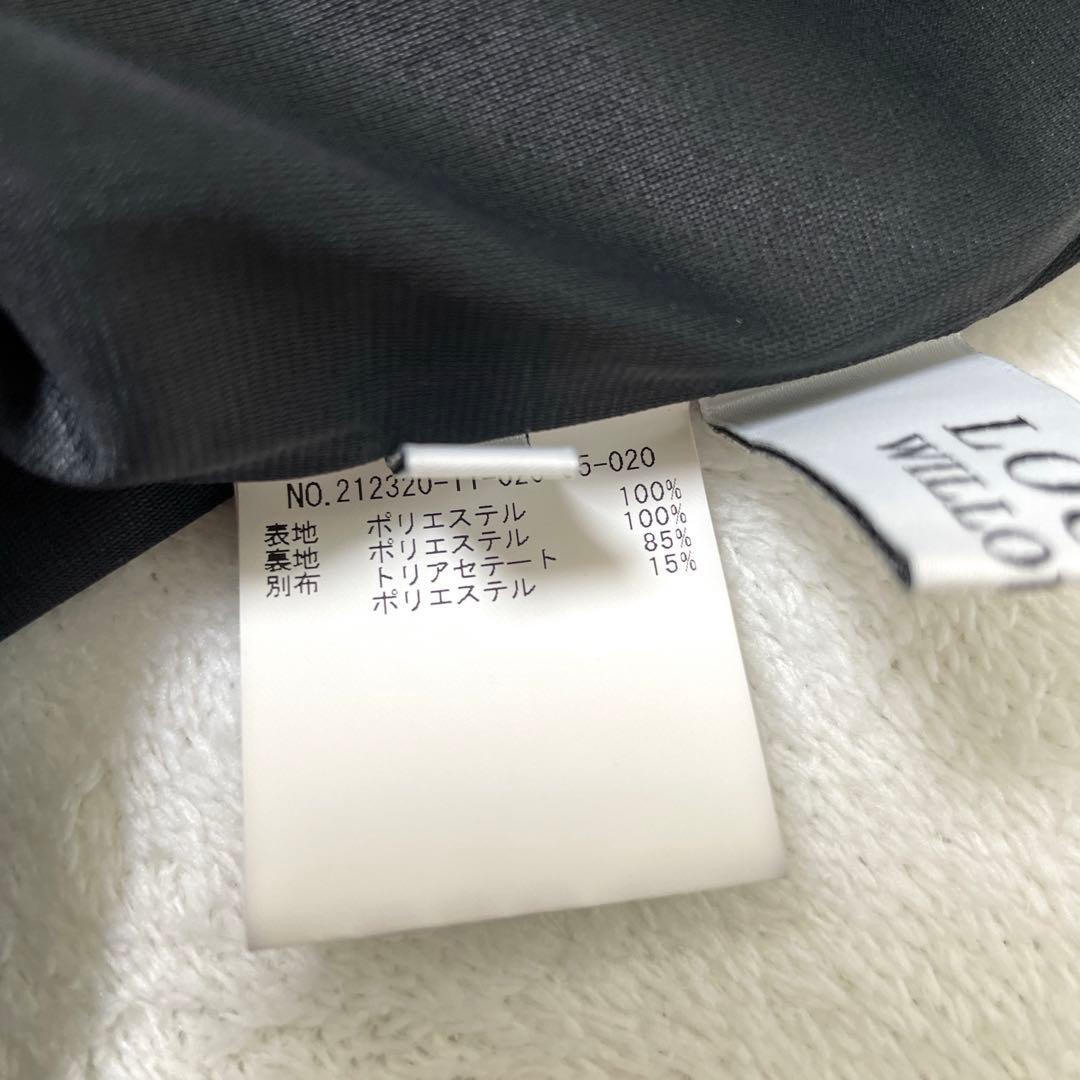 NO.212320-11-020 5-020
表地 ポリエステル 100%
裏地 ポリエステル 100%
別布 トリアセテート 85%
ポリエステル 15%